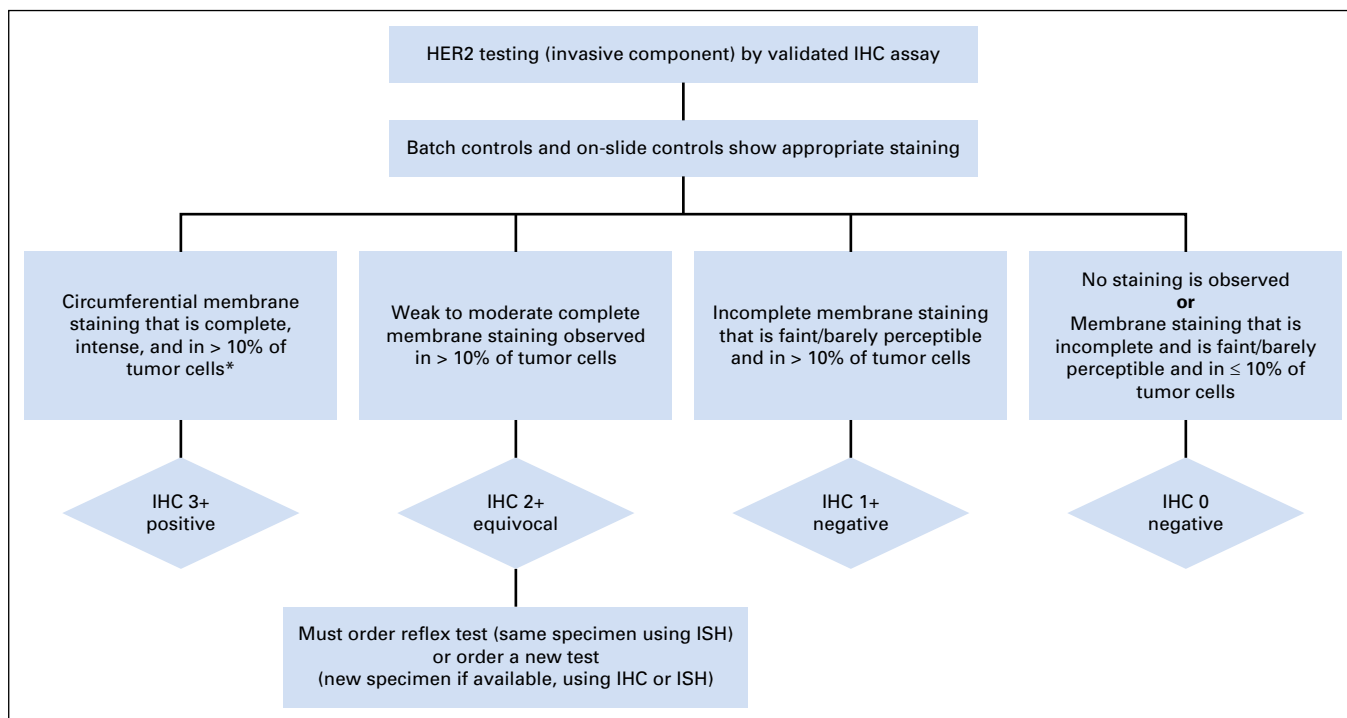 HER2 testing (invasive component) by validated IHC assay
Batch controls and on-slide controls show appropriate staining
Circumferential membrane
staining that is complete,
intense, and in > 10% of
tumor cells*
Weak to moderate complete
membrane staining observed
in > 10% of tumor cells
Incomplete membrane staining
that is faint/barely perceptible
and in > 10% of tumor cells
No staining is observed
or
Membrane staining that is
incomplete and is faint/barely
perceptible and in ≤ 10% of
tumor cells
IHC 3+
positive
IHC 2+
equivocal
IHC 1+
negative
IHC 0
negative
Must order reflex test (same specimen using ISH)
or order a new test
(new specimen if available, using IHC or ISH)